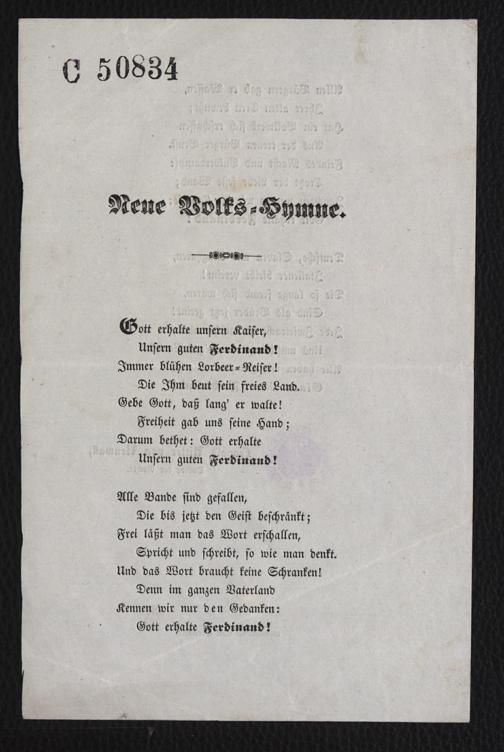 C 50834
Neue Volks-Hymne.
Gott erhalte unsern Kaiser,
Unsern guten Ferdinand!
Immer blühen Lorbeer-Reiser!
Die Ihm beut sein freies Land.
Gebe Gott, daß lang' er walte!
Freiheit gab uns seine Hand;
Darum bethet: Gott erhalte
Unsern guten Ferdinand!
Alle Bande sind gefallen,
Die bis jetzt den Geist beschränkt;
Frei läßt man das Wort erschallen,
Spricht und schreibt, so wie man denkt.
Und das Wort braucht keine Schranken!
Denn im ganzen Vaterland
Kennen wir nur den Gedanken:
Gott erhalte Ferdinand!